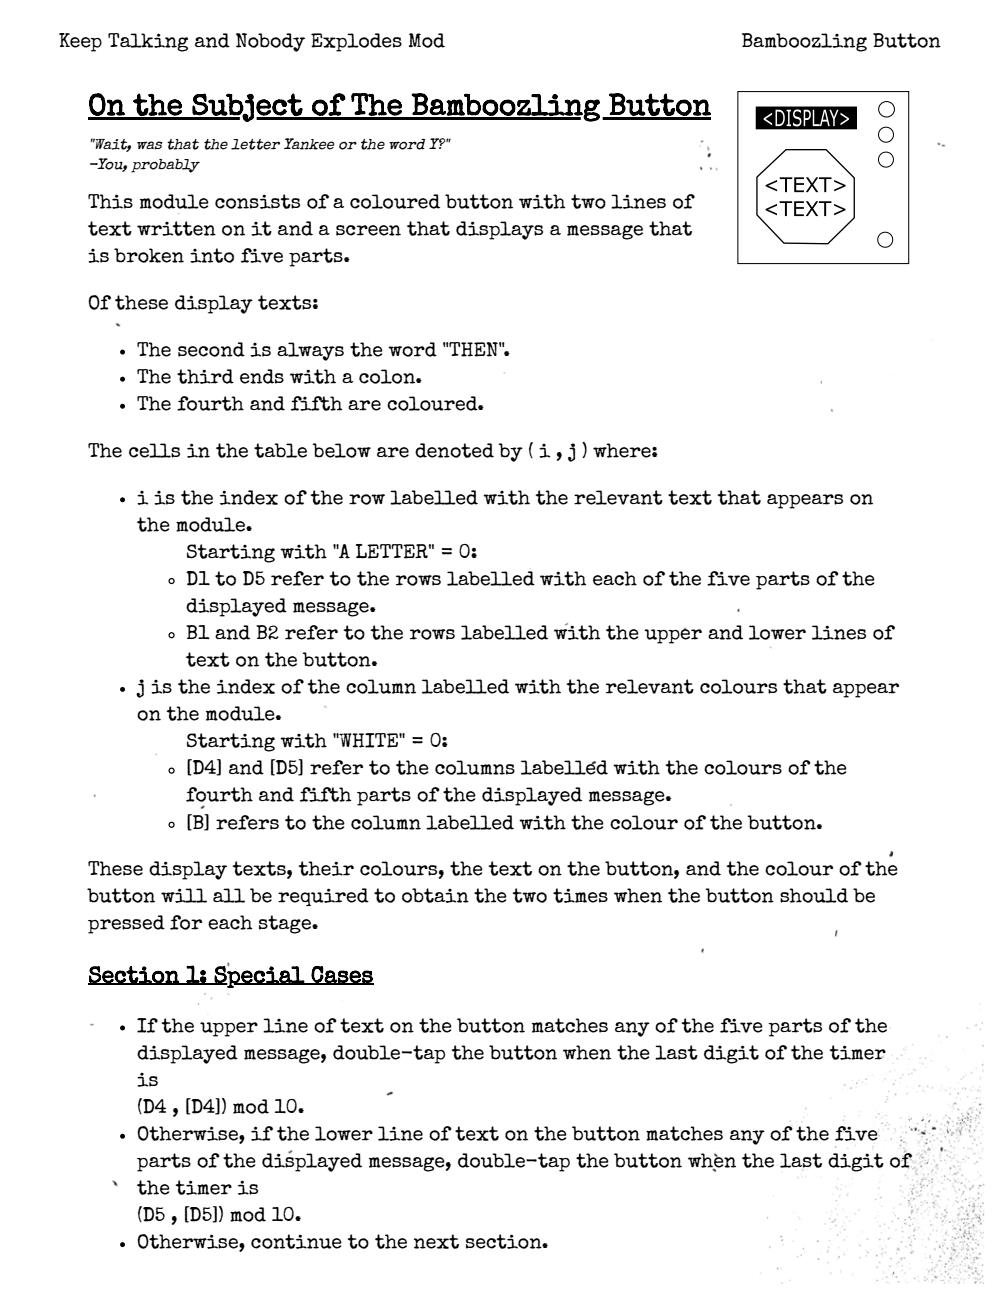 Keep Talking and Nobody Explodes Mod
Bamboozling Button
On the Subject of The Bamboozling Button
"Wait, was that the letter Yankee or the word Y?"
-You, probably
<DISPLAY>
<TEXT>
<TEXT>
This module consists of a coloured button with two lines of
text written on it and a screen that displays a message that
is broken into five parts.
Of these display texts:
• The second is always the word "THEN".
• The third ends with a colon.
• The fourth and fifth are coloured.
The cells in the table below are denoted by ( i , j ) where:
• i is the index of the row labelled with the relevant text that appears on
the module.
Starting with "A LETTER" = 0:
◦ D1 to D5 refer to the rows labelled with each of the five parts of the
displayed message.
◦ B1 and B2 refer to the rows labelled with the upper and lower lines of
text on the button.
• j is the index of the column labelled with the relevant colours that appear
on the module.
Starting with "WHITE" = 0:
◦ [D4] and [D5] refer to the columns labelled with the colours of the
fourth and fifth parts of the displayed message.
◦ [B] refers to the column labelled with the colour of the button.
These display texts, their colours, the text on the button, and the colour of the
button will all be required to obtain the two times when the button should be
pressed for each stage.
Section 1: Special Cases
• If the upper line of text on the button matches any of the five parts of the
displayed message, double-tap the button when the last digit of the timer
is
(D4 , [D4]) mod 10.
• Otherwise, if the lower line of text on the button matches any of the five
parts of the displayed message, double-tap the button when the last digit of
the timer is
(D5 , [D5]) mod 10.
• Otherwise, continue to the next section.